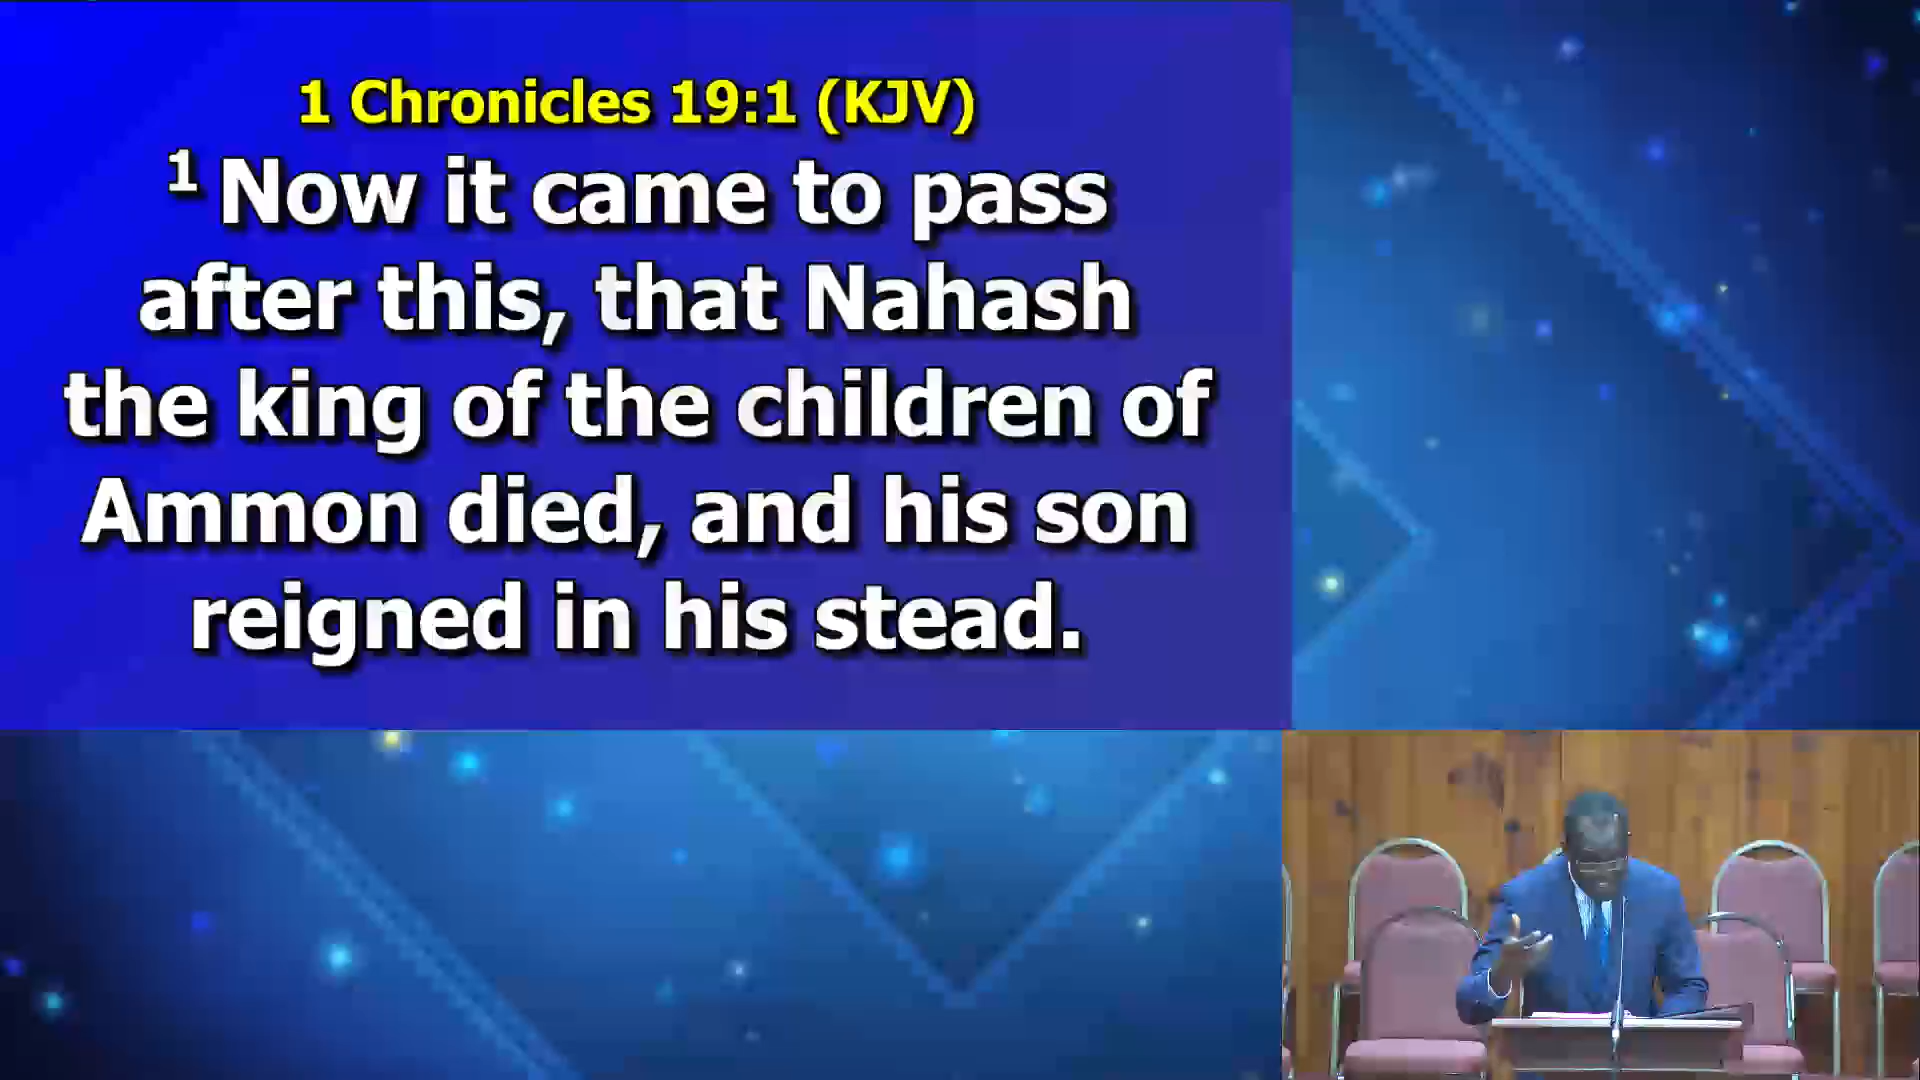 1 Chronicles 19:1 (KJV)
1 Now it came to pass
after this, that Nahash
the king of the children of
Ammon died, and his son
reigned in his stead.